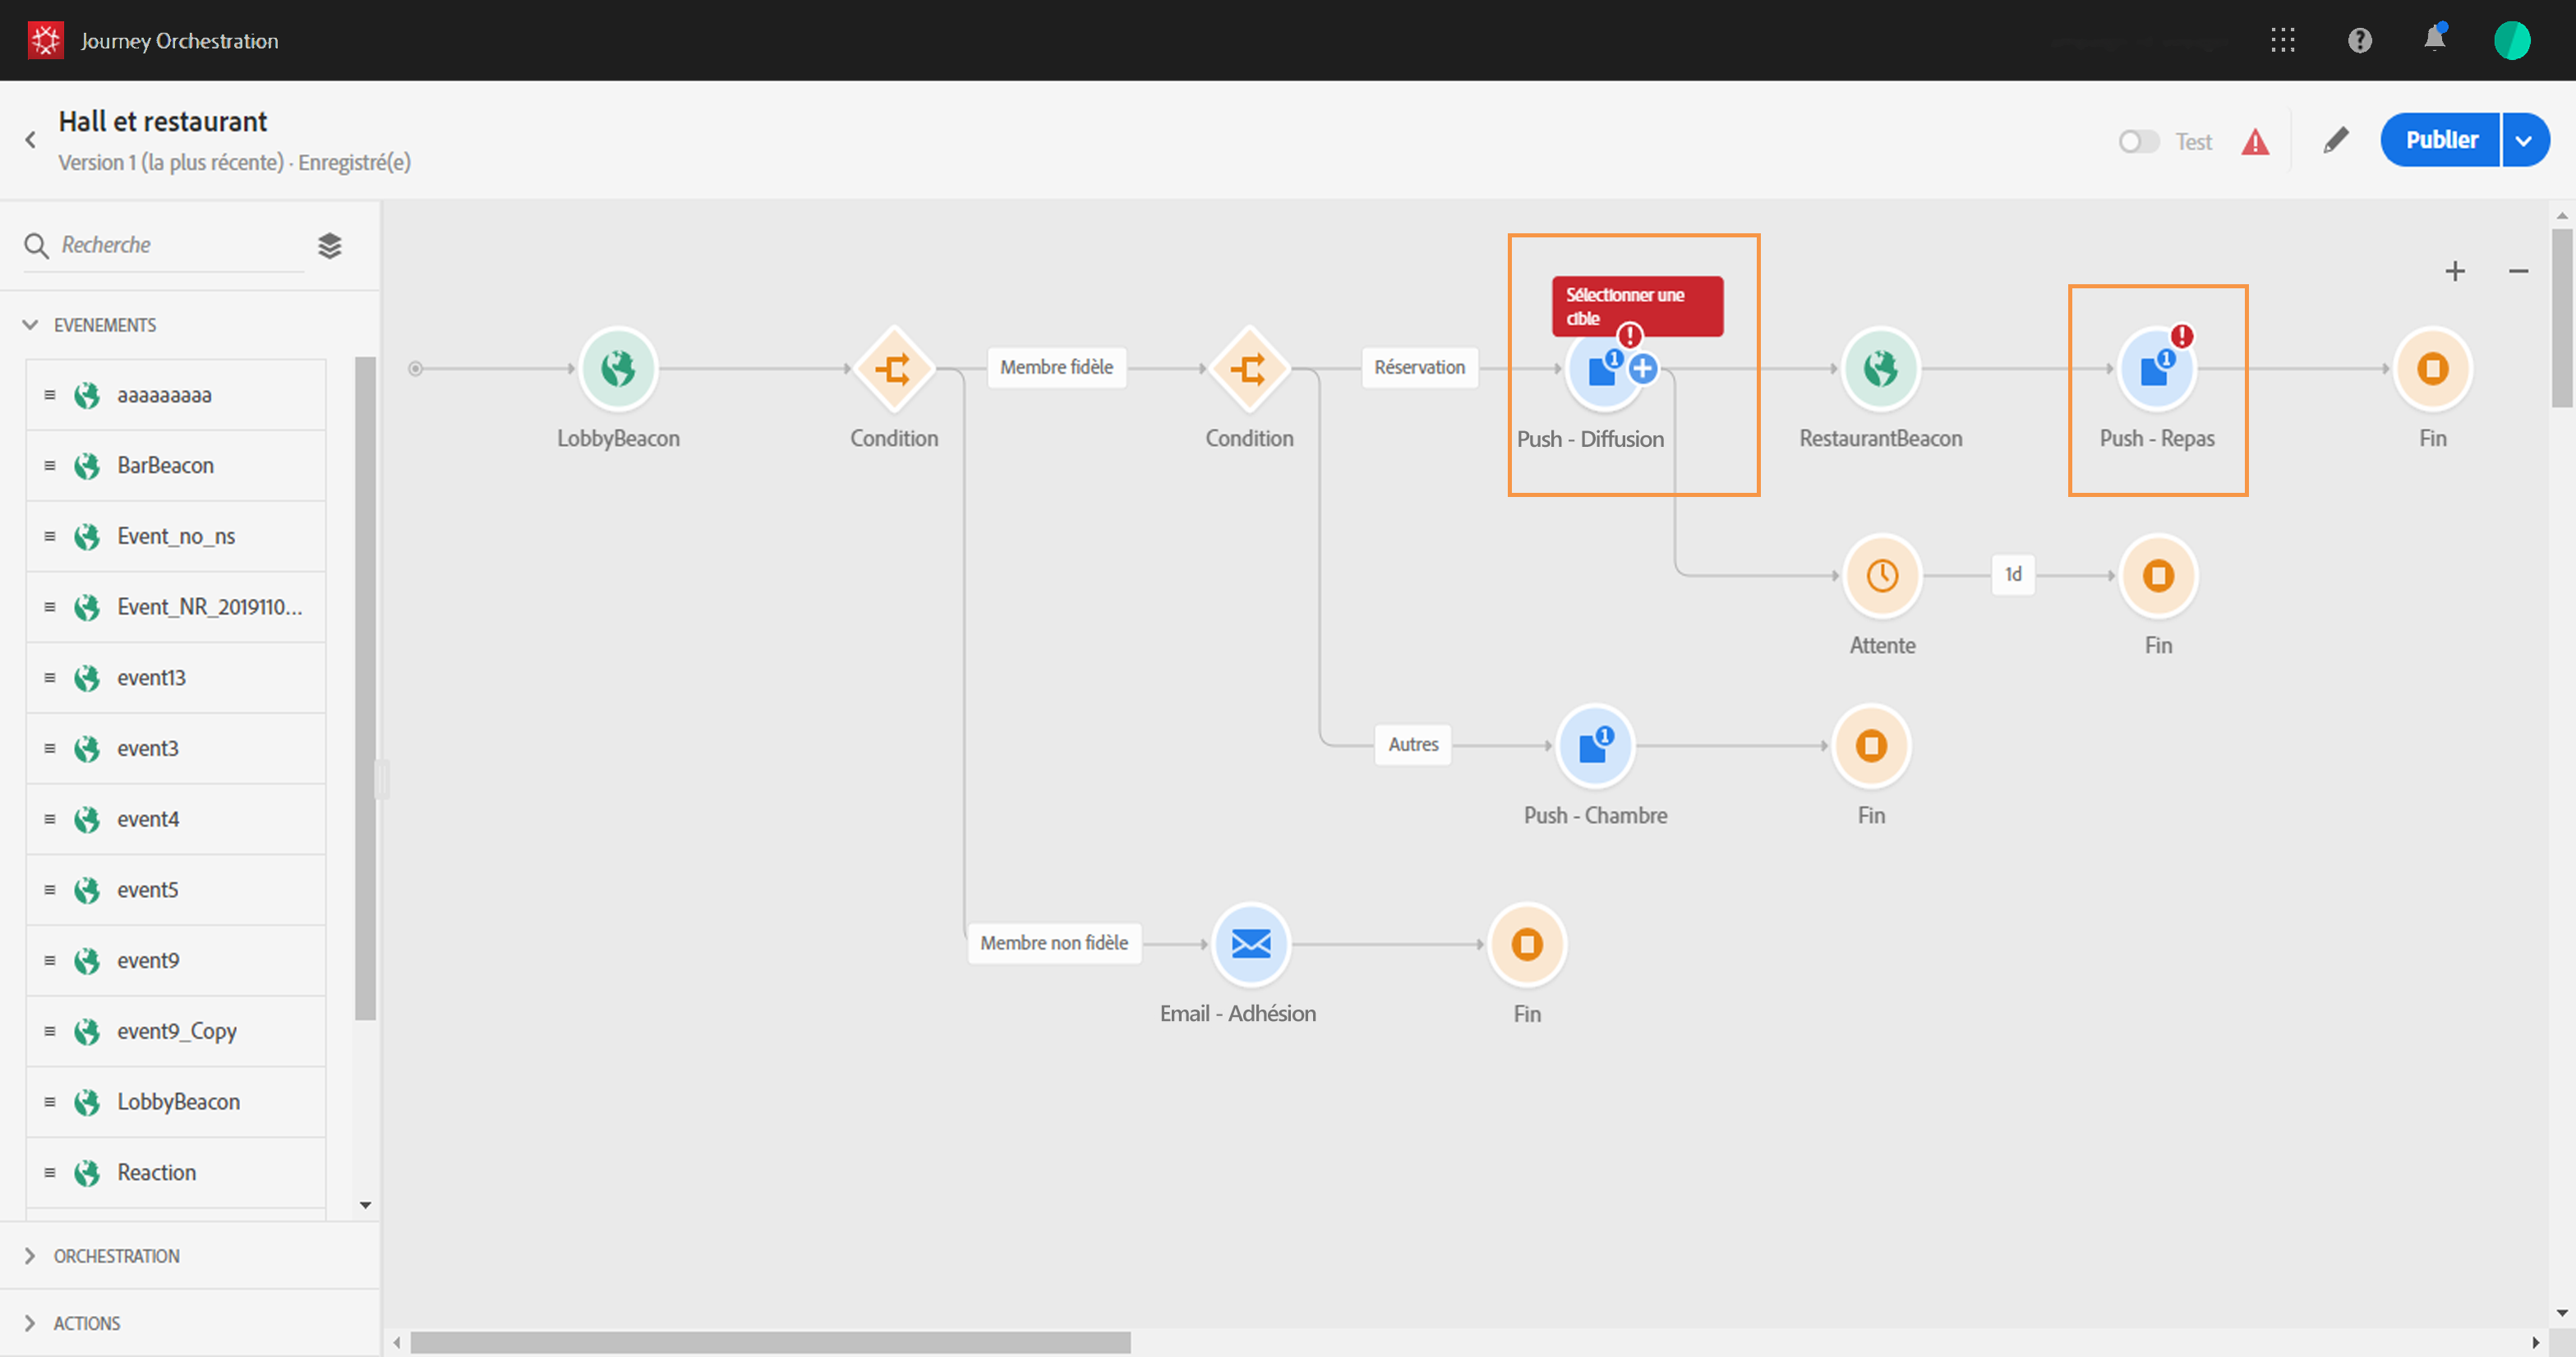 Journey Orchestration
Hall et restaurant
Version 1 (la plus récente) · Enregistré(e)
Test
Publier
Recherche
EVENEMENTS
aaaaaaaaa
BarBeacon
Event_no_ns
Event_NR_2019110...
event13
event3
event4
event5
event9
event9_Copy
LobbyBeacon
Reaction
ORCHESTRATION
ACTIONS
Sélectionner une
cible
Membre fidèle
Réservation
LobbyBeacon
Condition
Condition
Push - Diffusion
RestaurantBeacon
Push - Repas
Fin
1d
Attente
Fin
Autres
Push - Chambre
Fin
Membre non fidèle
Email - Adhésion
Fin